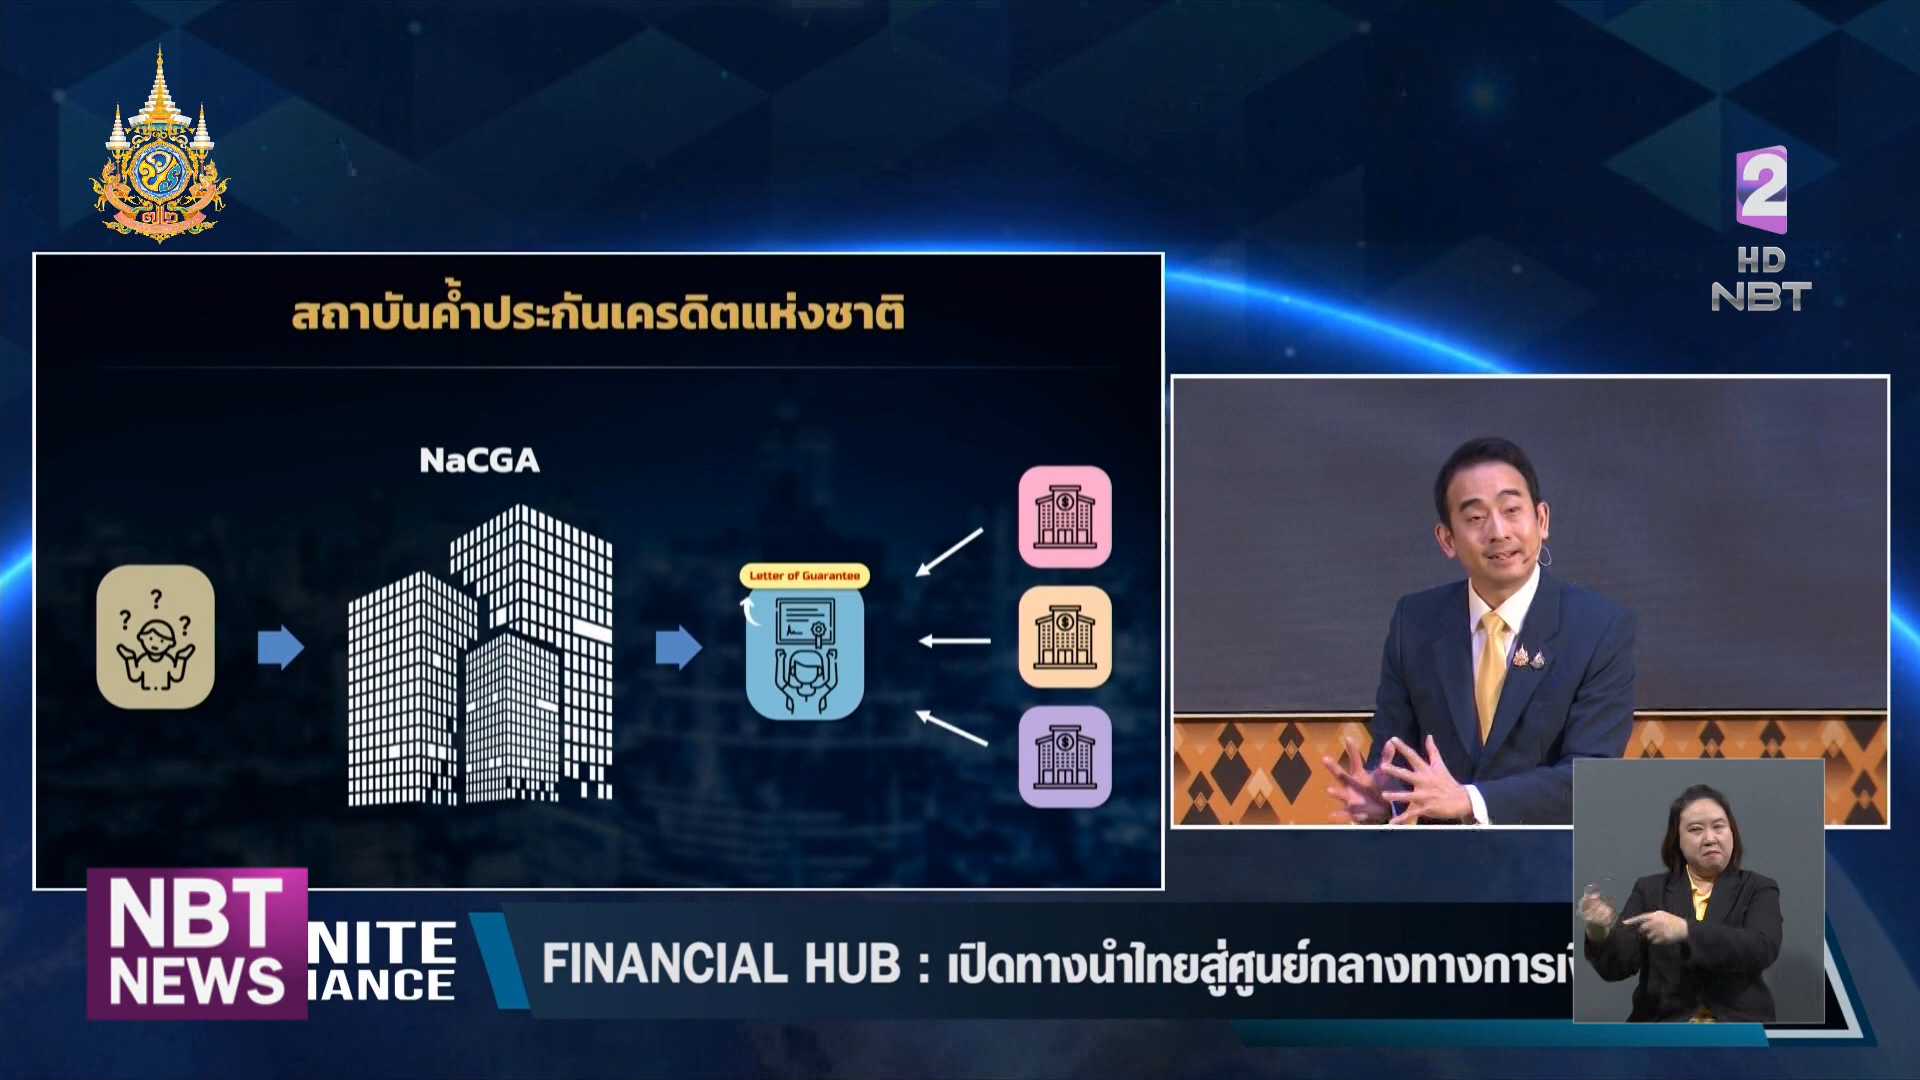 ๗๒
2
HD
NBT
สถาบันค้ำประกันเครดิตแห่งชาติ
NaCGA
Letter of Guarantee
NBT
NEWS
NITE
IANCE
FINANCIAL HUB : เปิดทางนำไทยสู่ศูนย์กลางทางการเ